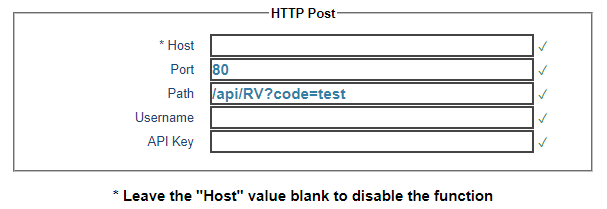 HTTP Post
* Host
Port 80
Path /api/RV?code=test
Username
API Key
* Leave the "Host" value blank to disable the function